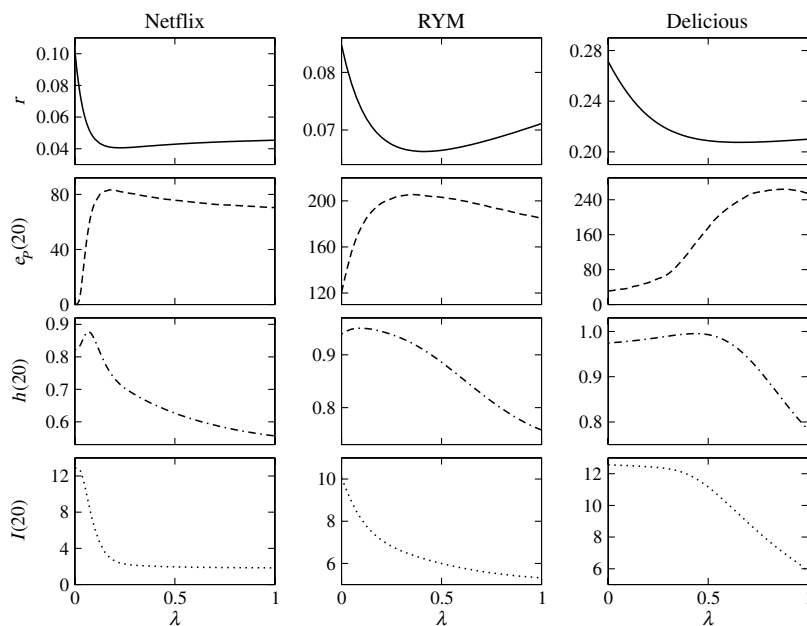 Netflix RYM Delicious
r 0.10 0.08 0.06 0.04
0.08 0.07
0.28 0.24 0.20
e_p(20) 80 40 0
200 160 120
240 160 80 0
h(20) 0.9 0.8 0.7 0.6
0.9 0.8
1.0 0.9 0.8
I(20) 12 8 4 0
10 8 6
12 10 8 6
0 0.5 1 0 0.5 1 0 0.5 1
λ λ λ